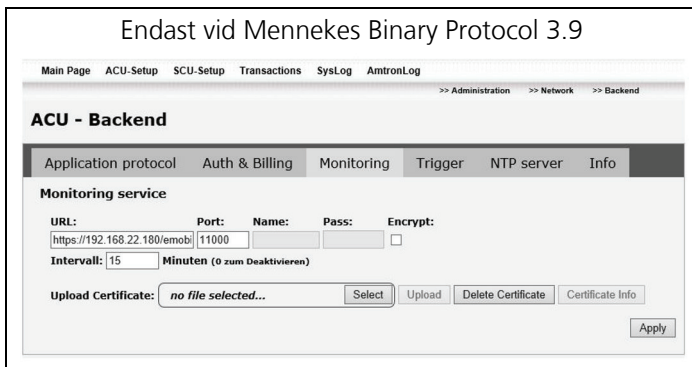 Endast vid Mennekes Binary Protocol 3.9
Main Page ACU-Setup SCU-Setup Transactions SysLog AmtronLog
>> Administration >> Network >> Backend
ACU - Backend
Application protocol Auth & Billing Monitoring Trigger NTP server Info
Monitoring service
URL: Port: Name: Pass: Encrypt:
https://192.168.22.180/emobi 11000
Intervall: 15 Minuten (0 zum Deaktivieren)
Upload Certificate: no file selected... Select Upload Delete Certificate Certificate Info
Apply